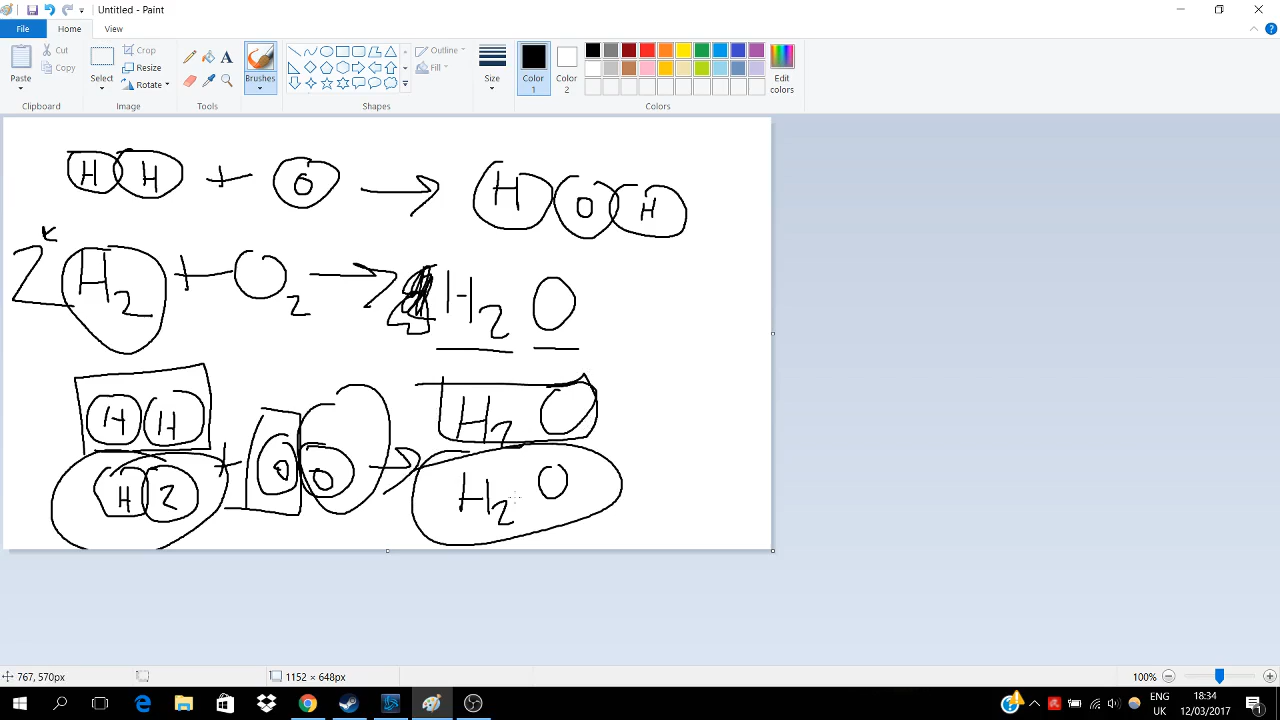 Untitled - Paint
File Home View
Paste Cut Copy Select Crop Resize Rotate Brushes Outline Fill Size Color 1 Color 2 Edit colors
Clipboard Image Tools Shapes Colors
H H + O → H O H
2 H2 + O2 → H2 O
H H + O O → H2 O
H 2 H2 O
767, 570px 1152 × 648px 100%
ENG 18:34
UK 12/03/2017